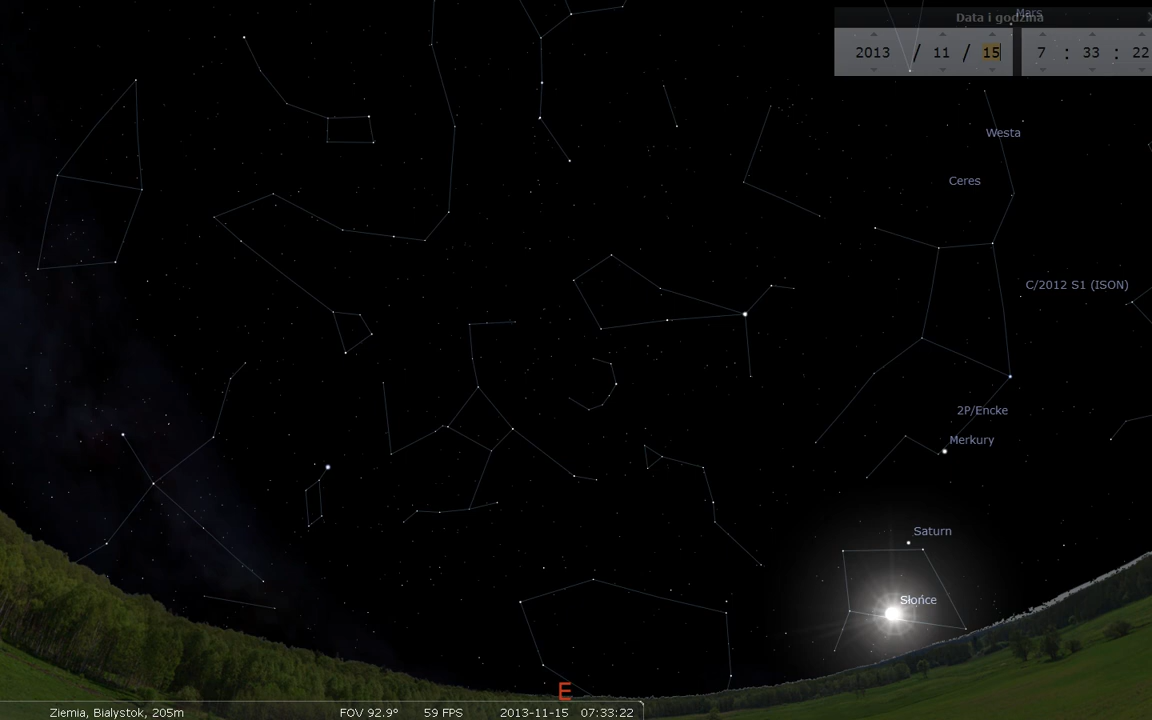 Mars
Data i godzina
2013 / 11 / 15 7 : 33 : 22
Westa
Ceres
C/2012 S1 (ISON)
2P/Encke
Merkury
Saturn
Słońce
E
Ziemia, Bialystok, 205m FOV 92.9° 59 FPS 2013-11-15 07:33:22